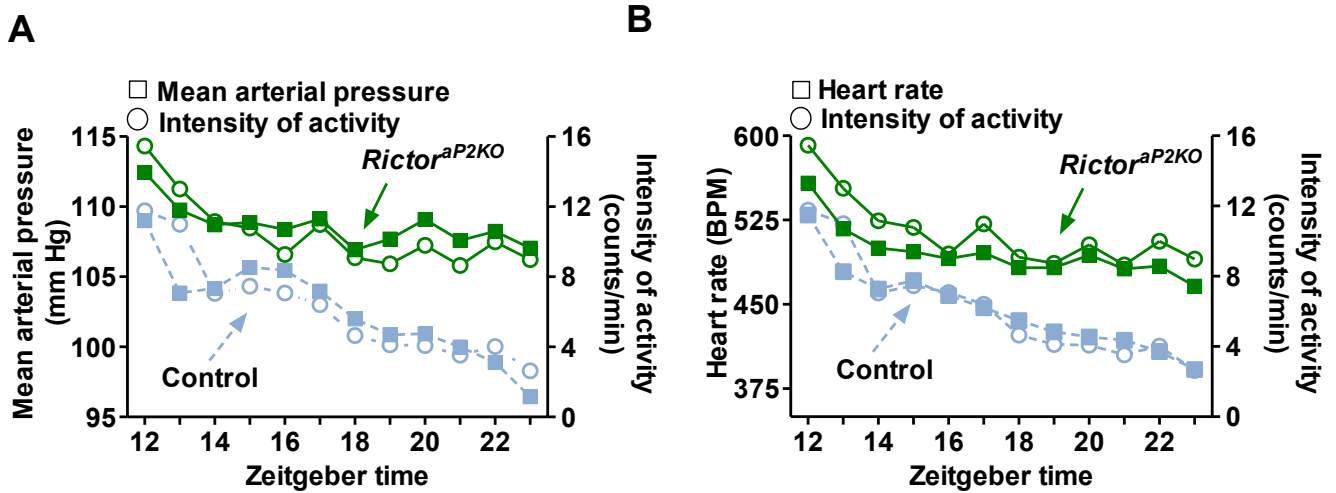 A
Mean arterial pressure
Intensity of activity
115
110
105
100
95
Mean arterial pressure
(mm Hg)
16
12
8
4
0
Intensity of activity
(counts/min)
Rictor^aP2KO
Control
12 14 16 18 20 22
Zeitgeber time
B
Heart rate
Intensity of activity
600
525
450
375
Heart rate (BPM)
16
12
8
4
0
Intensity of activity
(counts/min)
Rictor^aP2KO
Control
12 14 16 18 20 22
Zeitgeber time